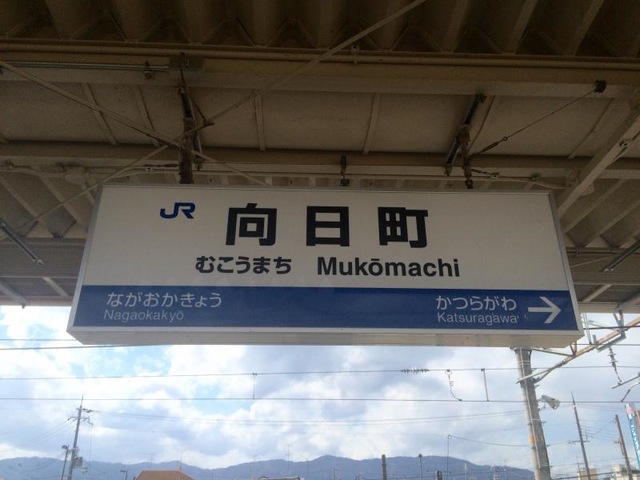 JR 向日町
むこうまち Mukōmachi
ながおかきょう かつらがわ →
Nagaokakyō Katsuragawa